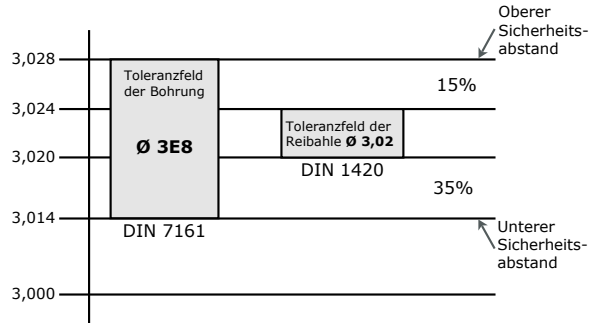 Oberer
Sicherheits-
abstand
3,028
Toleranzfeld
der Bohrung
15%
3,024
Toleranzfeld der
Reibahle Ø 3,02
Ø 3E8
3,020
DIN 1420
35%
3,014
DIN 7161
Unterer
Sicherheits-
abstand
3,000